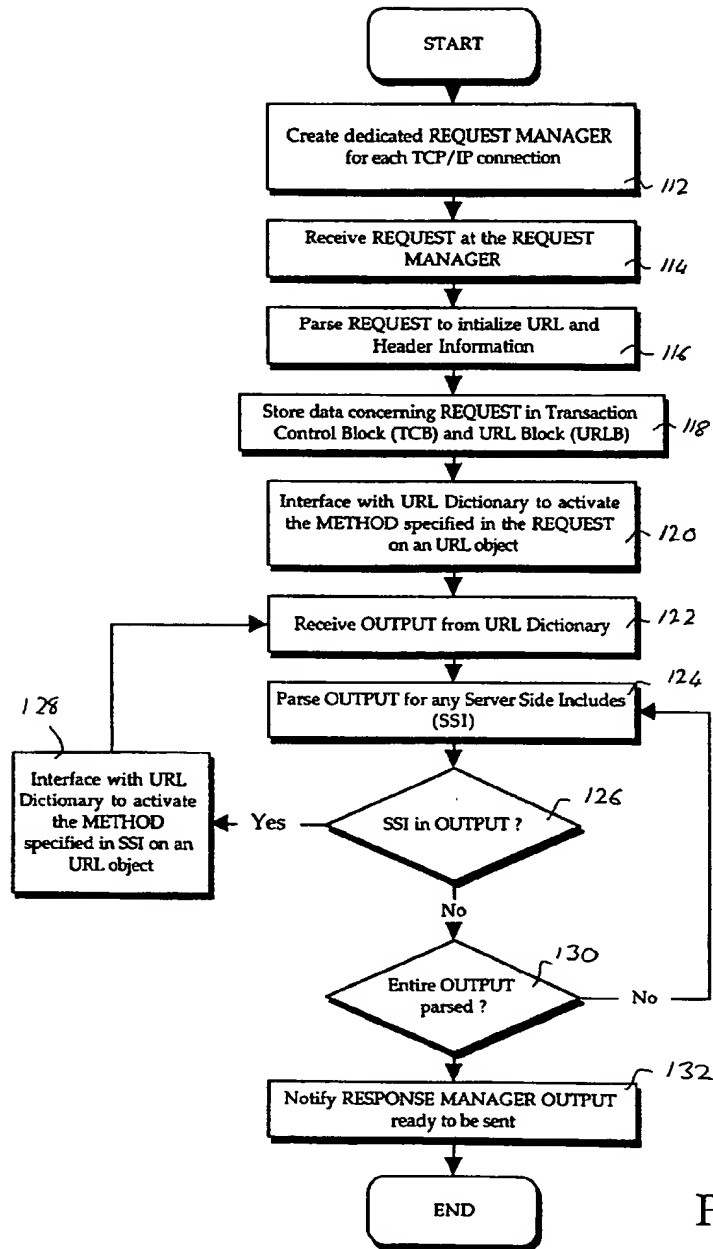 START
Create dedicated REQUEST MANAGER
for each TCP/IP connection
112
Receive REQUEST at the REQUEST
MANAGER
114
Parse REQUEST to intialize URL and
Header Information
116
Store data concerning REQUEST in Transaction
Control Block (TCB) and URL Block (URLB)
118
Interface with URL Dictionary to activate
the METHOD specified in the REQUEST
on an URL object
120
Receive OUTPUT from URL Dictionary
122
Parse OUTPUT for any Server Side Includes
(SSI)
124
128
Interface with URL
Dictionary to activate
the METHOD
specified in SSI on an
URL object
Yes
SSI in OUTPUT ?
126
No
Entire OUTPUT
parsed ?
130
No
Notify RESPONSE MANAGER OUTPUT
ready to be sent
132
END
F